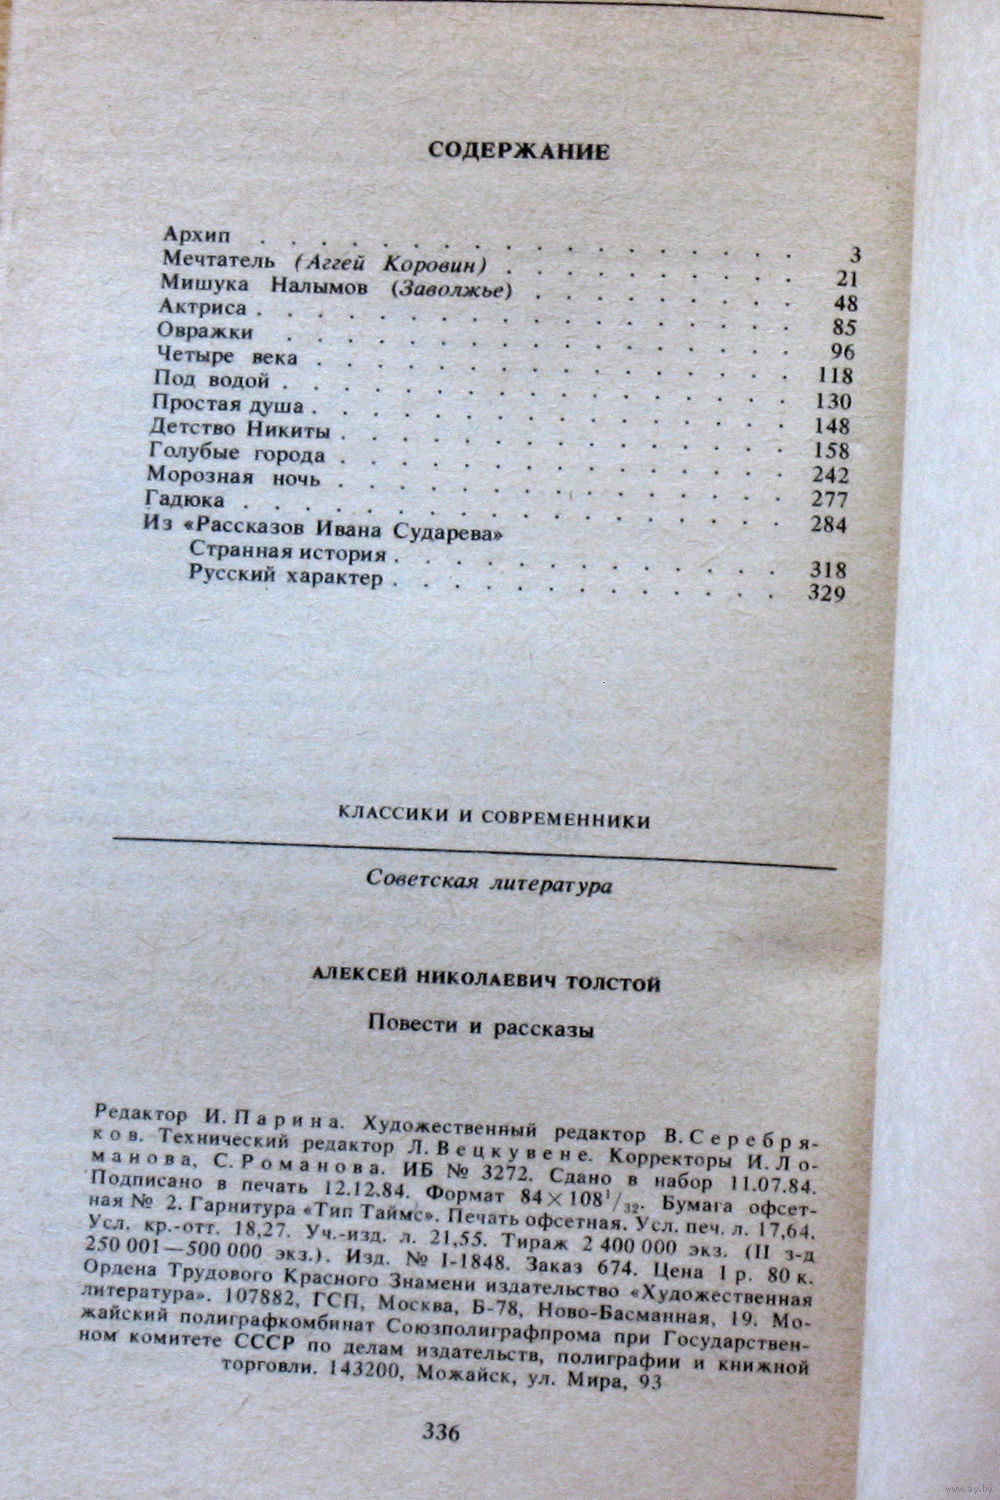 СОДЕРЖАНИЕ
Архип . . . . . . . . . . . . . . . . . . 3
Мечтатель (Аггей Коровин) . . . . . . . . . . 21
Мишука Налымов (Заволжье) . . . . . . . . . 48
Актриса . . . . . . . . . . . . . . . . . . 85
Овражки . . . . . . . . . . . . . . . . . 96
Четыре века . . . . . . . . . . . . . . . . 118
Под водой . . . . . . . . . . . . . . . . . 130
Простая душа . . . . . . . . . . . . . . . . 148
Детство Никиты . . . . . . . . . . . . . . . 158
Голубые города . . . . . . . . . . . . . . . 242
Морозная ночь . . . . . . . . . . . . . . . 277
Гадюка . . . . . . . . . . . . . . . . . . 284
Из «Рассказов Ивана Сударева»
Странная история . . . . . . . . . . . . . 318
Русский характер . . . . . . . . . . . . . 329
КЛАССИКИ И СОВРЕМЕННИКИ
Советская литература
АЛЕКСЕЙ НИКОЛАЕВИЧ ТОЛСТОЙ
Повести и рассказы
Редактор И. Парина. Художественный редактор В. Серебря-
ков. Технический редактор Л. Вецкувене. Корректоры И. Ло-
манова, С. Романова. ИБ № 3272. Сдано в набор 11.07.84.
Подписано в печать 12.12.84. Формат 84×108¹/₃₂. Бумага офсет-
ная № 2. Гарнитура «Тип Таймс». Печать офсетная. Усл. печ. л. 17,64.
Усл. кр.-отт. 18,27. Уч.-изд. л. 21,55. Тираж 2 400 000 экз. (II з-д
250 001—500 000 экз.). Изд. № I-1848. Заказ 674. Цена 1 р. 80 к.
Ордена Трудового Красного Знамени издательство «Художественная
литература». 107882, ГСП, Москва, Б-78, Ново-Басманная, 19. Мо-
жайский полиграфкомбинат Союзполиграфпрома при Государствен-
ном комитете СССР по делам издательств, полиграфии и книжной
торговли. 143200, Можайск, ул. Мира, 93
336
www.ay.by